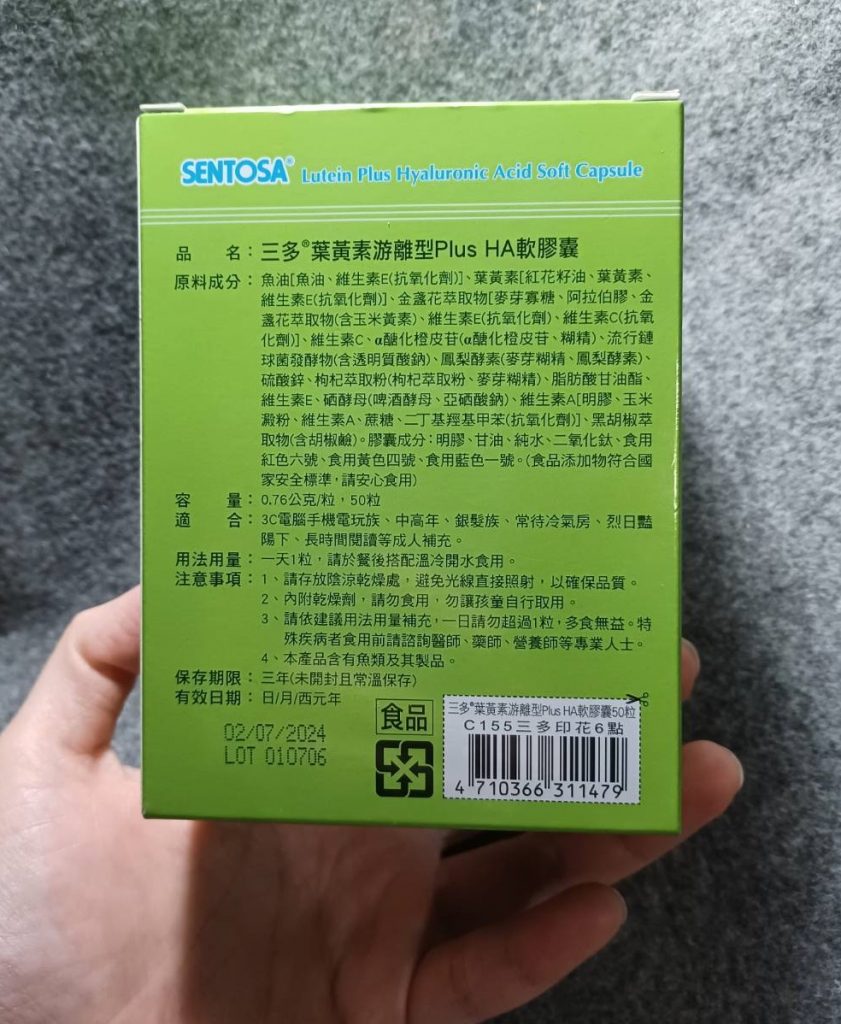 SENTOSA® Lutein Plus Hyaluronic Acid Soft Capsule
品　名：三多®葉黃素游離型Plus HA軟膠囊
原料成分：魚油[魚油、維生素E(抗氧化劑)]、葉黃素[紅花籽油、葉黃素、
維生素E(抗氧化劑)]、金盞花萃取物[麥芽寡糖、阿拉伯膠、金
盞花萃取物(含玉米黃素)、維生素E(抗氧化劑)、維生素C(抗氧
化劑)]、維生素C、α醣化橙皮苷(α醣化橙皮苷、糊精)、流行鏈
球菌發酵物(含透明質酸鈉)、鳳梨酵素(麥芽糊精、鳳梨酵素)、
硫酸鋅、枸杞萃取粉(枸杞萃取粉、麥芽糊精)、脂肪酸甘油酯、
維生素E、硒酵母(啤酒酵母、亞硒酸鈉)、維生素A[明膠、玉米
澱粉、維生素A、蔗糖、二丁基羥基甲苯(抗氧化劑)]、黑胡椒萃
取物(含胡椒鹼)。膠囊成分：明膠、甘油、純水、二氧化鈦、食用
紅色六號、食用黃色四號、食用藍色一號。(食品添加物符合國
家安全標準，請安心食用)
容　量：0.76公克/粒，50粒
適　合：3C電腦手機電玩族、中高年、銀髮族、常待冷氣房、烈日豔
陽下、長時間閱讀等成人補充。
用法用量：一天1粒，請於餐後搭配溫冷開水食用。
注意事項：1、請存放陰涼乾燥處，避免光線直接照射，以確保品質。
2、內附乾燥劑，請勿食用，勿讓孩童自行取用。
3、請依建議用法用量補充，一日請勿超過1粒，多食無益。特
殊疾病者食用前請諮詢醫師、藥師、營養師等專業人士。
4、本產品含有魚類及其製品。
保存期限：三年(未開封且常溫保存)
有效日期：日/月/西元年
02/07/2024
LOT 010706
食品
三多®葉黃素游離型Plus HA軟膠囊50粒
C155三多印花6點
4 710366 311479